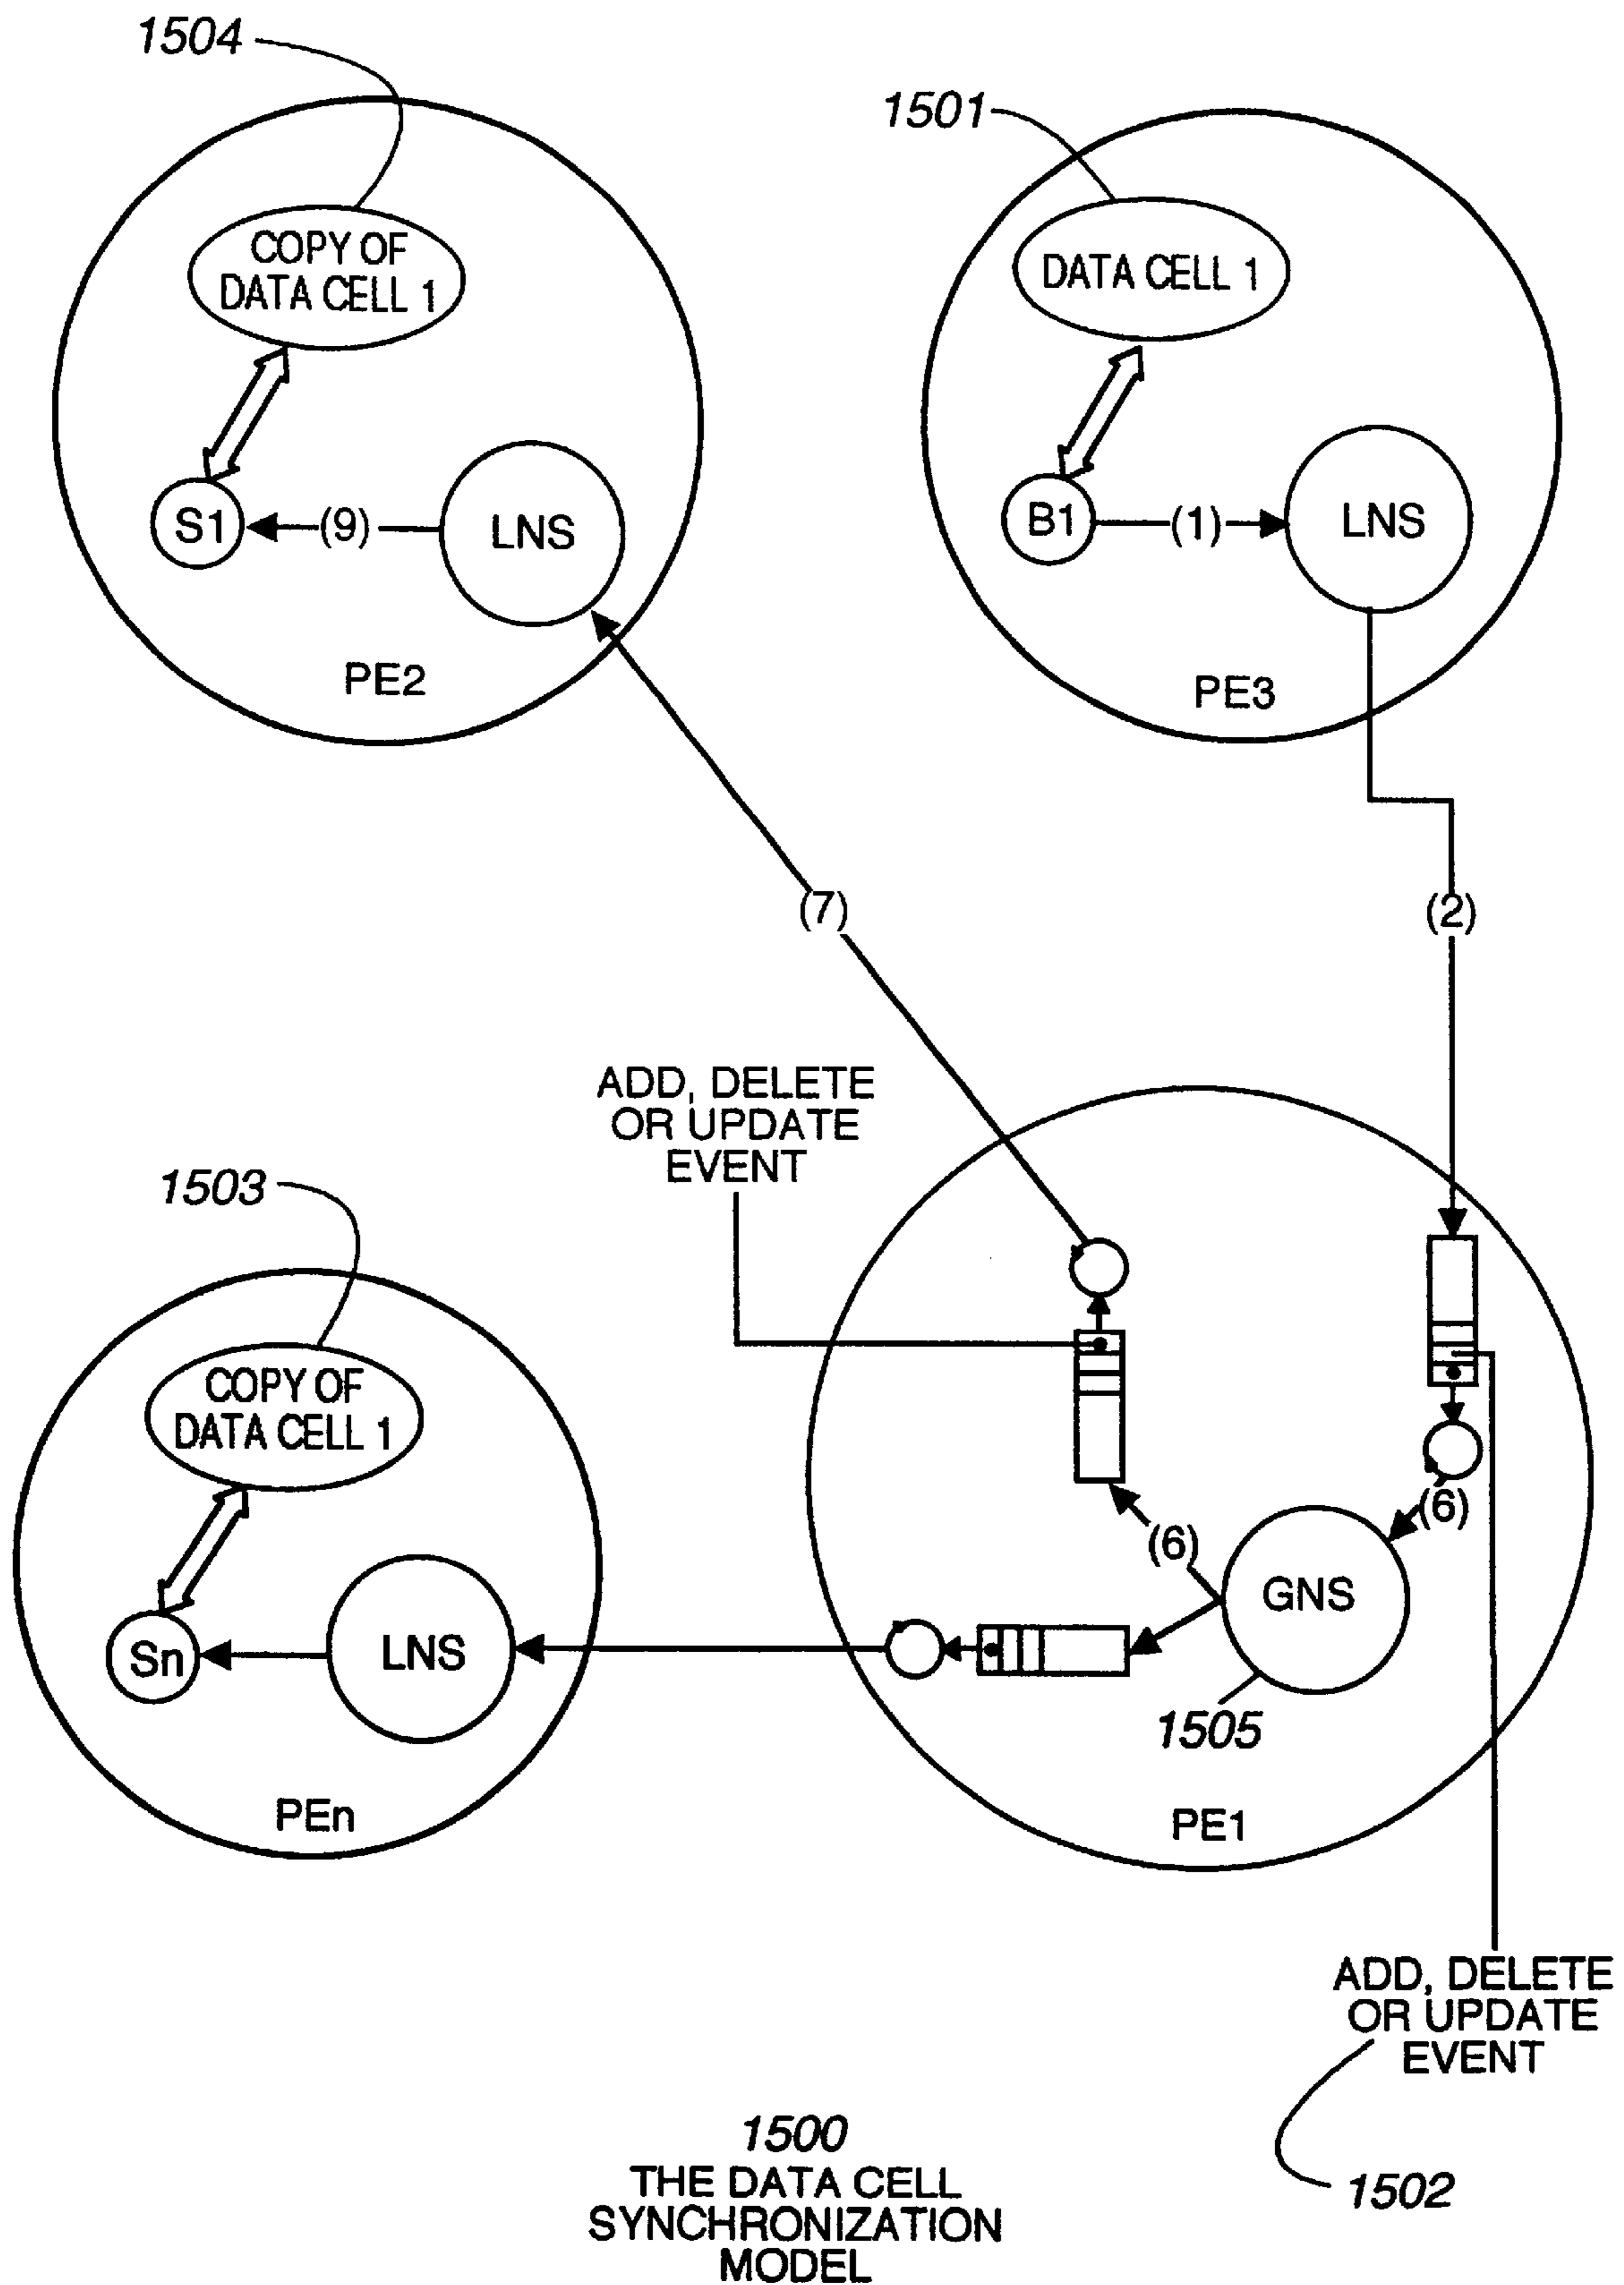 1504
1501
COPY OF
DATA CELL 1
DATA CELL 1
S1
(9)
LNS
B1
(1)
LNS
PE2
PE3
(7)
(2)
ADD, DELETE
OR UPDATE
EVENT
1503
COPY OF
DATA CELL 1
(6)
(6)
GNS
Sn
LNS
1505
PEn
PE1
ADD, DELETE
OR UPDATE
EVENT
1502
1500
THE DATA CELL
SYNCHRONIZATION
MODEL